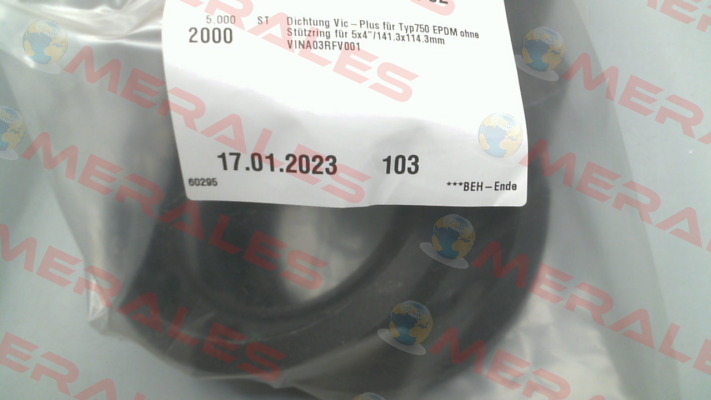 5.000 S1 Dichtung Vic-Plus für Typ750 EPDM ohne
2000 Stützring für 5x4"/141.3x114.3mm
VINA03RFV001
17.01.2023 103
60295 ***BEH-Ende
MERALES
MERALES
MERALES
MERALES
MERALES
MERALES